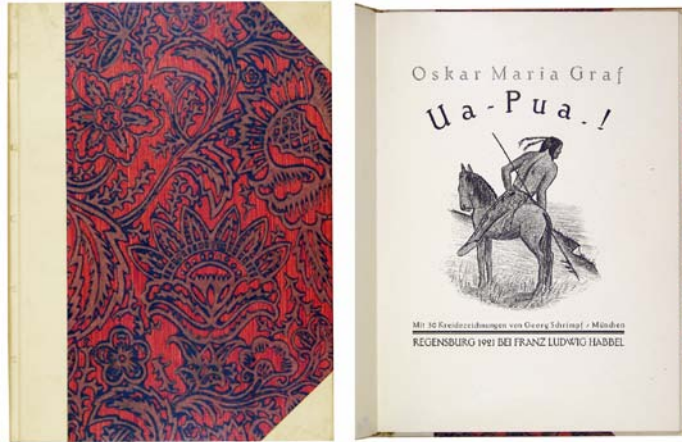 Oskar Maria Graf
Ua-Pua.!
Mit 30 Kreidezeichnungen von Georg Schrimpf / München
REGENSBURG 1921 BEI FRANZ LUDWIG HABBEL